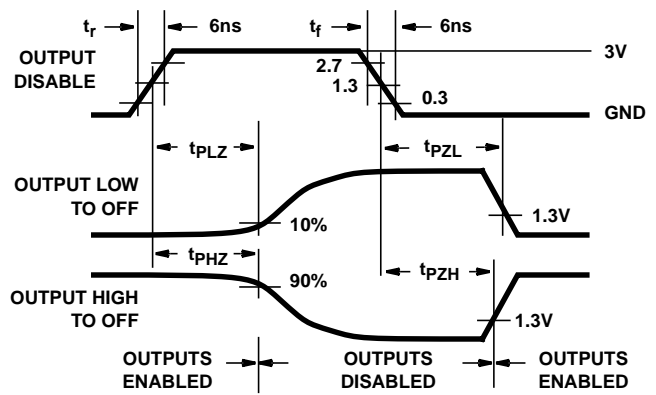 tr 6ns tf 6ns
OUTPUT
DISABLE
3V
2.7
1.3
0.3
GND
tPLZ tPZL
OUTPUT LOW
TO OFF
10%
1.3V
tPHZ tPZH
90%
OUTPUT HIGH
TO OFF
1.3V
OUTPUTS
ENABLED
OUTPUTS
DISABLED
OUTPUTS
ENABLED